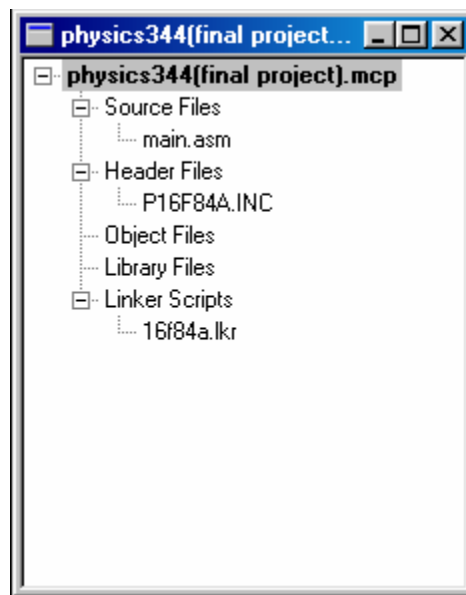 physics344(final project...
physics344(final project).mcp
Source Files
main.asm
Header Files
P16F84A.INC
Object Files
Library Files
Linker Scripts
16f84a.lkr